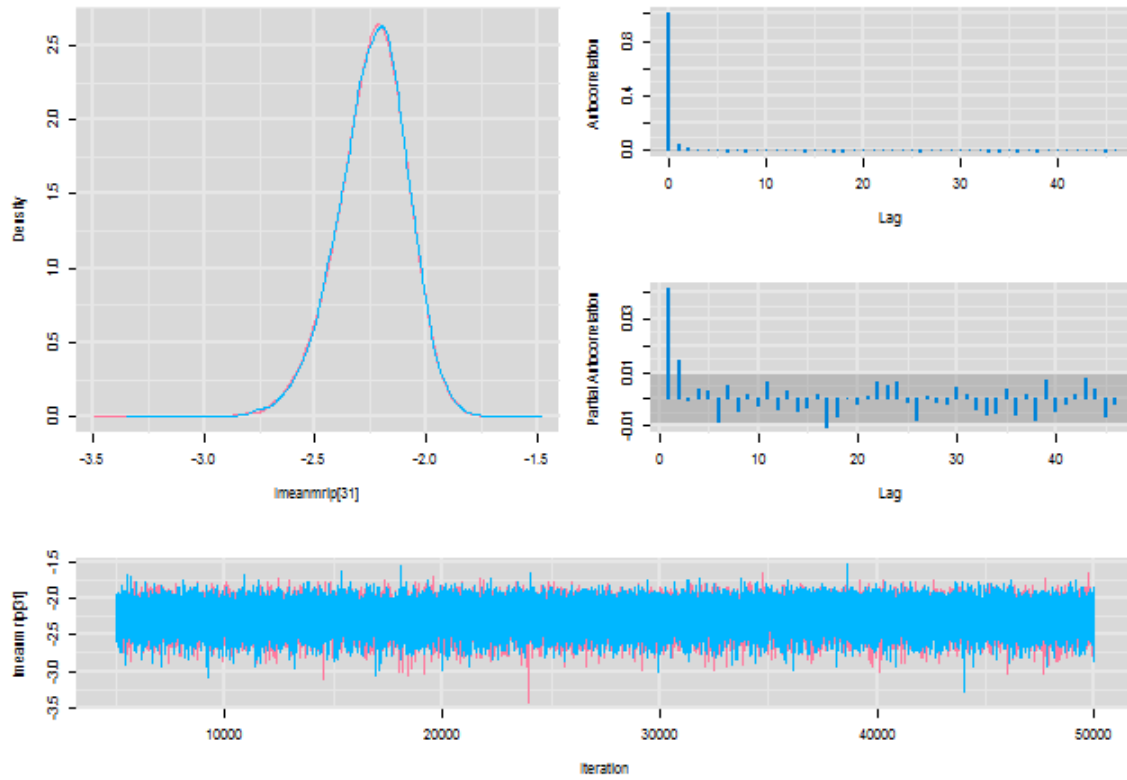 Density
2.5
2.0
1.5
1.0
0.5
0.0
-3.5 -3.0 -2.5 -2.0 -1.5
lmeanmrip[31]
Autocorrelation
0.8
0.4
0.0
0 10 20 30 40
Lag
Partial Autocorrelation
0.03
0.01
-0.01
0 10 20 30 40
Lag
lmeanmrip[31]
-1.5
-2.0
-2.5
-3.0
-3.5
10000 20000 30000 40000 50000
Iteration